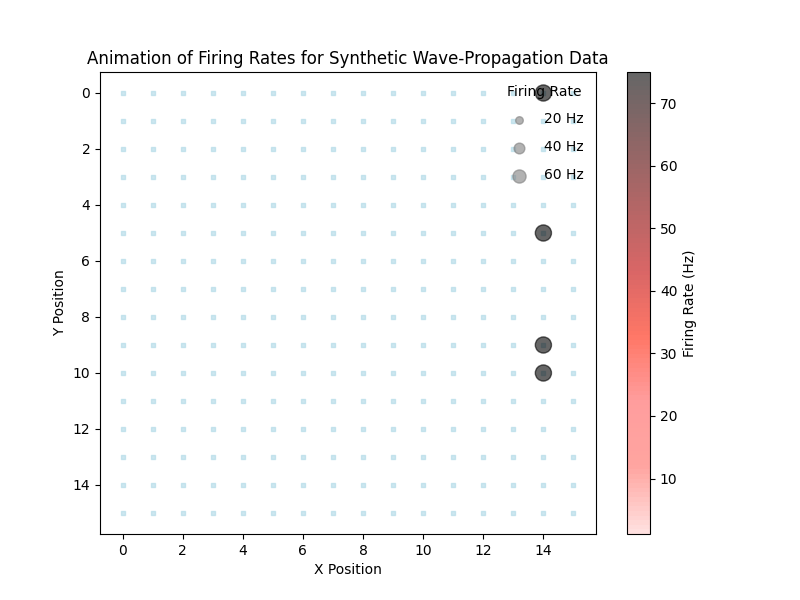 Animation of Firing Rates for Synthetic Wave-Propagation Data
Firing Rate
20 Hz
40 Hz
60 Hz
0
2
4
6
8
10
12
14
Y Position
0 2 4 6 8 10 12 14
X Position
70
60
50
40
30
20
10
Firing Rate (Hz)